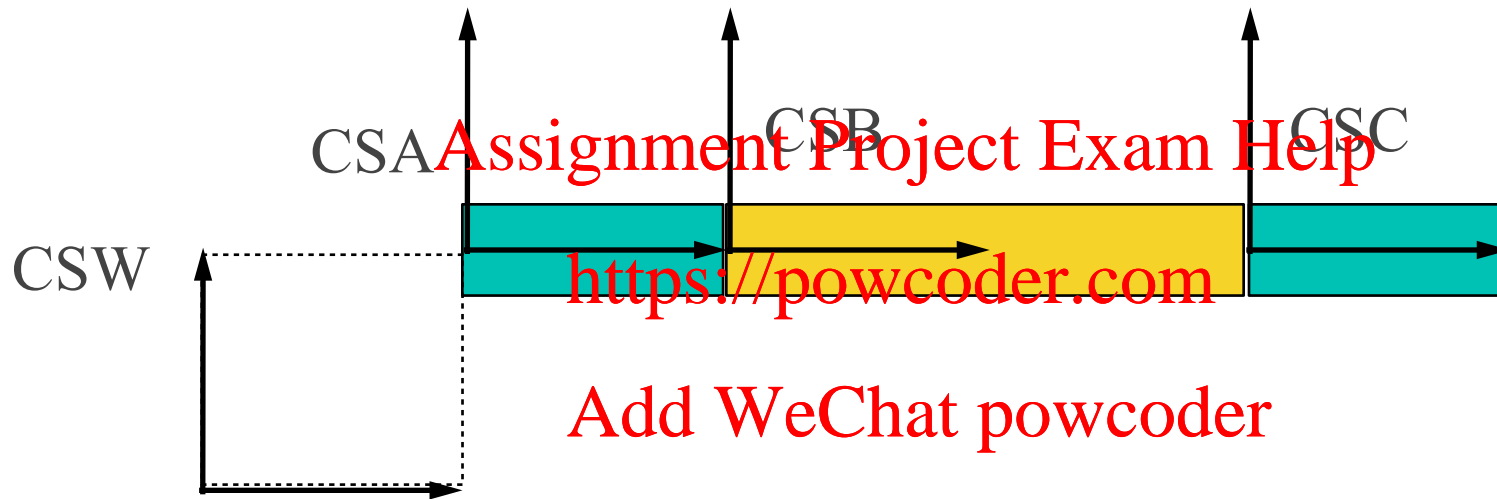 CSA
CSB
CSC
Assignment Project Exam Help
CSW
https://powcoder.com
Add WeChat powcoder